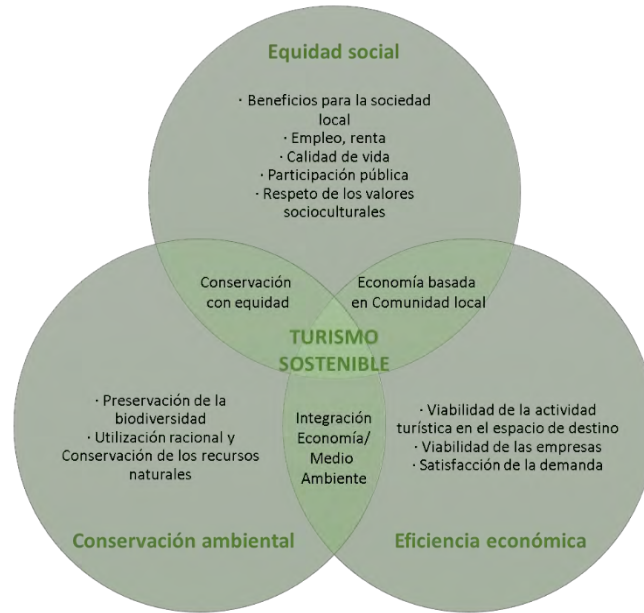 Equidad social
· Beneficios para la sociedad
local
· Empleo, renta
· Calidad de vida
· Participación pública
· Respeto de los valores
socioculturales
Conservación
con equidad
Economía basada
en Comunidad local
TURISMO
SOSTENIBLE
· Preservación de la
biodiversidad
· Utilización racional y
Conservación de los recursos
naturales
Integración
Economía/
Medio
Ambiente
· Viabilidad de la actividad
turística en el espacio de destino
· Viabilidad de las empresas
· Satisfacción de la demanda
Conservación ambiental
Eficiencia económica